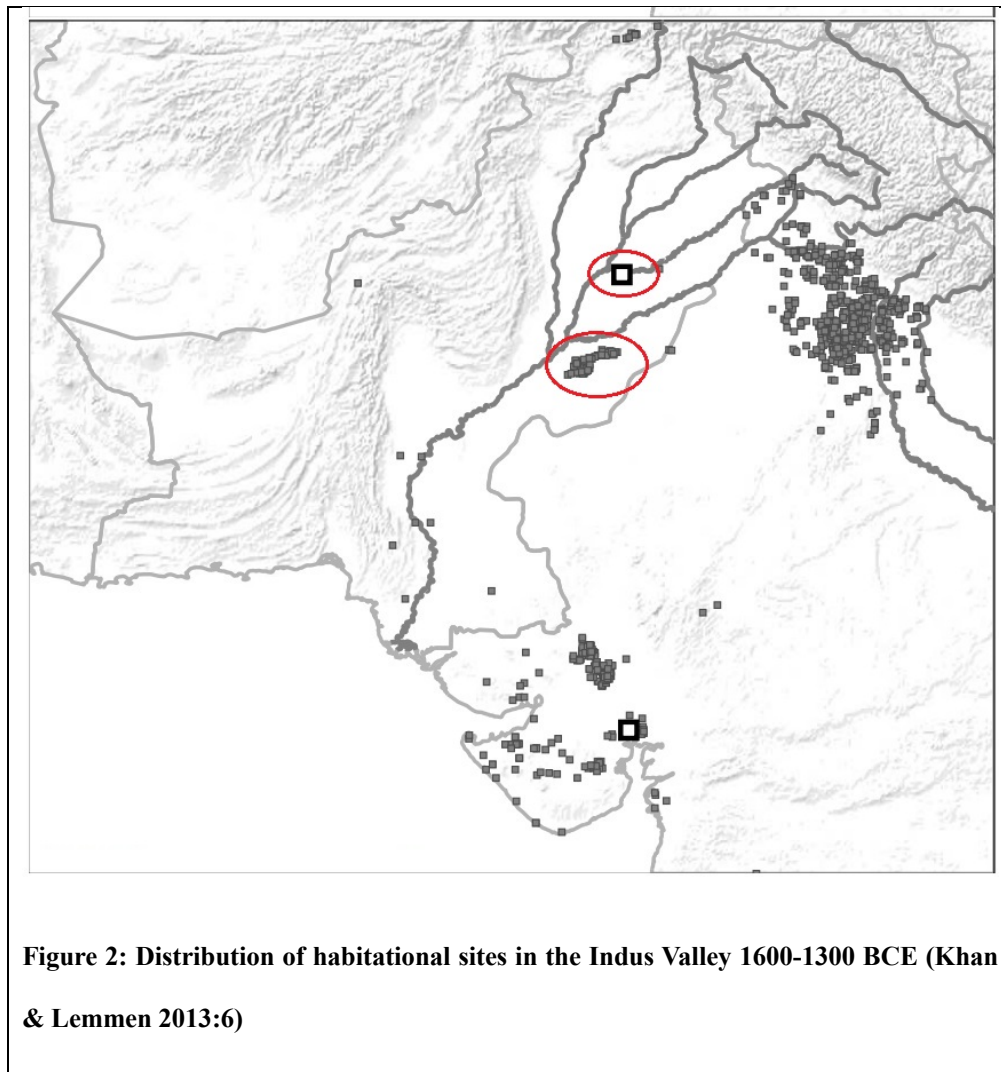 Figure 2: Distribution of habitational sites in the Indus Valley 1600-1300 BCE (Khan
& Lemmen 2013:6)